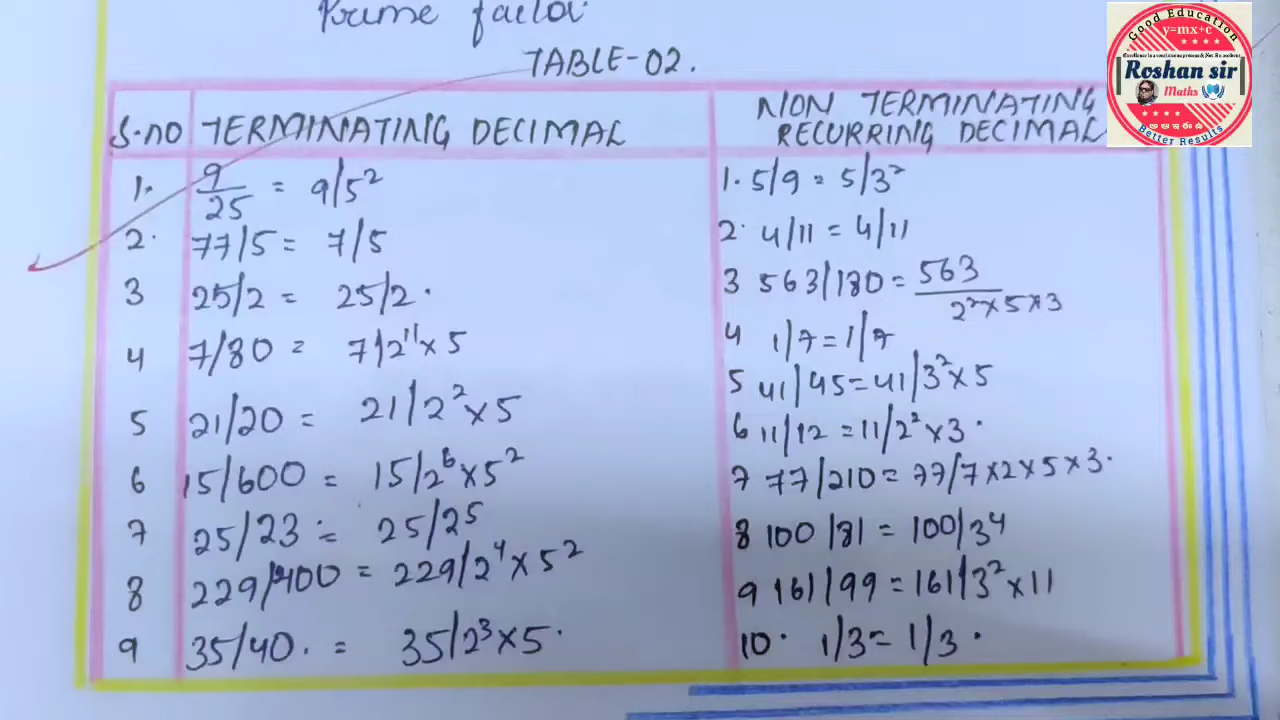 Prime factor
TABLE-02.
S.no TERMINATING DECIMAL
NON TERMINATING
RECURRING DECIMAL
1. 9/25 = 9/5²
2. 77/5 = 7/5
3 25/2 = 25/2.
4 7/80 = 7/2¹¹×5
5 21/20 = 21/2²×5
6 15/600 = 15/2⁶×5²
7 25/23 = 25/25
8 229/400 = 229/2⁴×5²
9 35/40. = 35/2³×5.
1. 5/9 = 5/3²
2. 4/11 = 4/11
3 563/180 = 563/2²×5×3
4 1/7 = 1/7
5 41/45 = 41/3²×5
6 11/12 = 11/2²×3.
7 77/210 = 77/7×2×5×3.
8 100/81 = 100/3⁴
9 161/99 = 161/3²×11
10. 1/3 = 1/3.
Good Education
y=mx+c
Roshan sir
Maths
Better Results